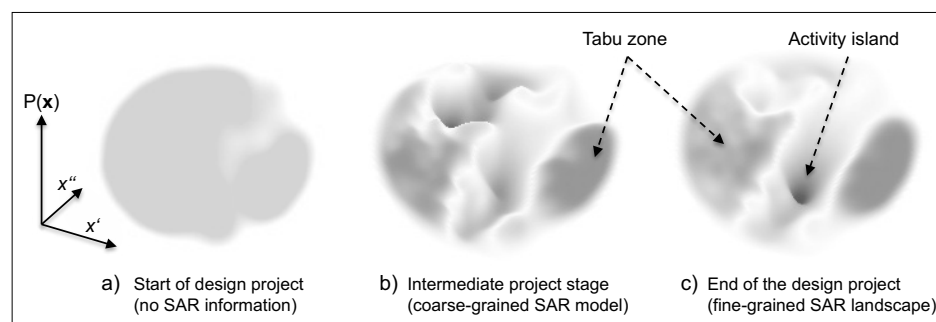 Tabu zone
Activity island
P(x)
x“
x‘
a) Start of design project
(no SAR information)
b) Intermediate project stage
(coarse-grained SAR model)
c) End of the design project
(fine-grained SAR landscape)